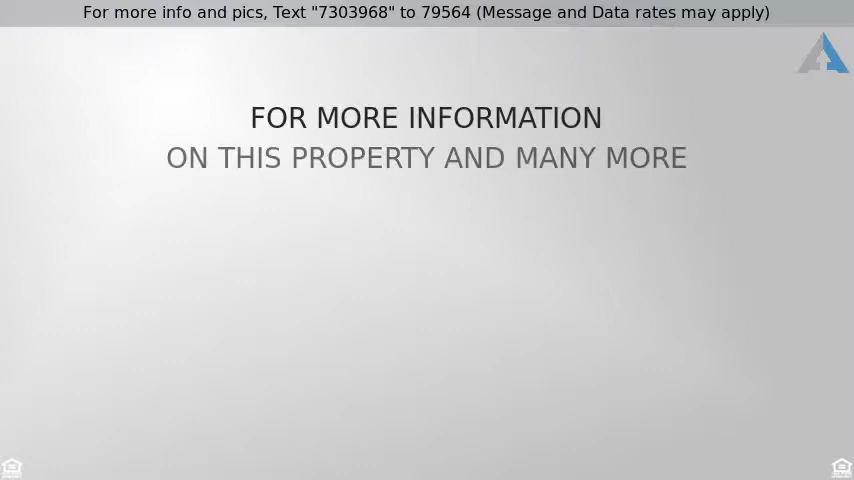 For more info and pics, Text "7303968" to 79564 (Message and Data rates may apply)
FOR MORE INFORMATION
ON THIS PROPERTY AND MANY MORE